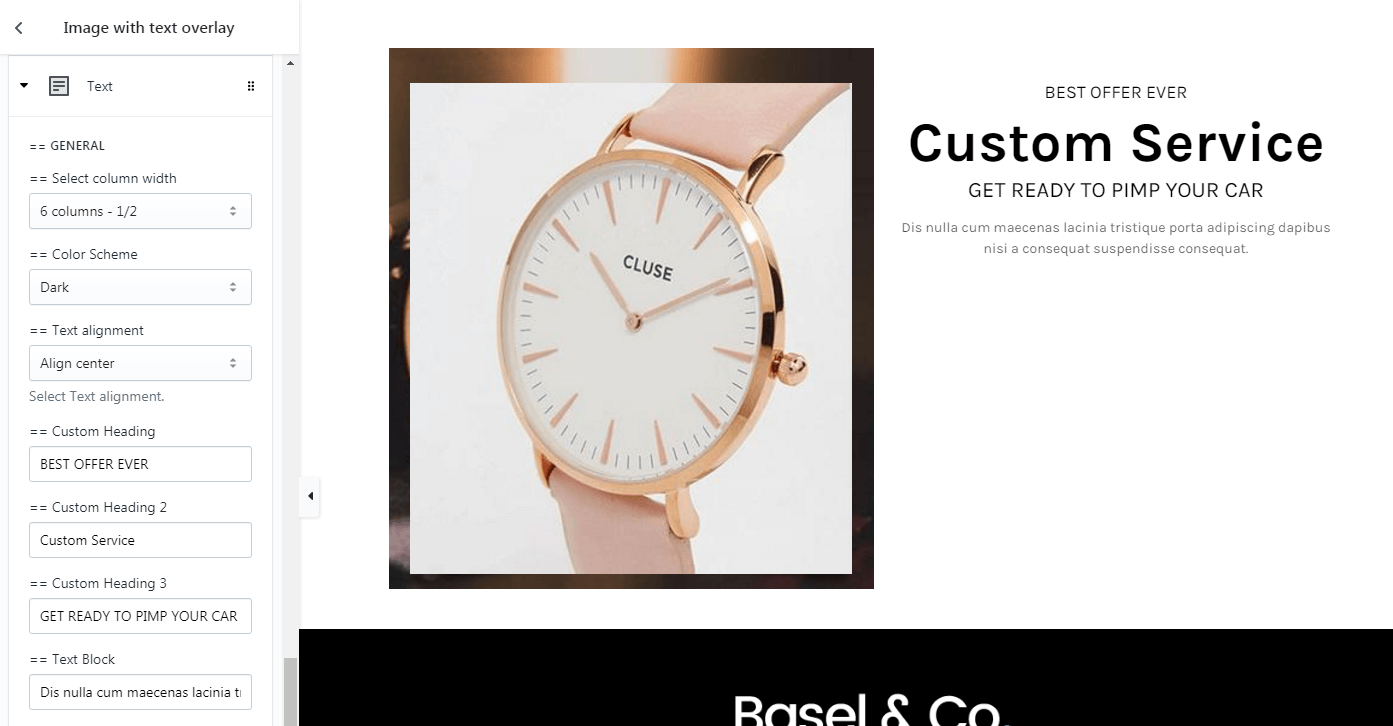 Image with text overlay
Text
== GENERAL
== Select column width
6 columns - 1/2
== Color Scheme
Dark
== Text alignment
Align center
Select Text alignment.
== Custom Heading
BEST OFFER EVER
== Custom Heading 2
Custom Service
== Custom Heading 3
GET READY TO PIMP YOUR CAR
== Text Block
Dis nulla cum maecenas lacinia t
CLUSE
BEST OFFER EVER
Custom Service
GET READY TO PIMP YOUR CAR
Dis nulla cum maecenas lacinia tristique porta adipiscing dapibus
nisi a consequat suspendisse consequat.
Basel & Co.